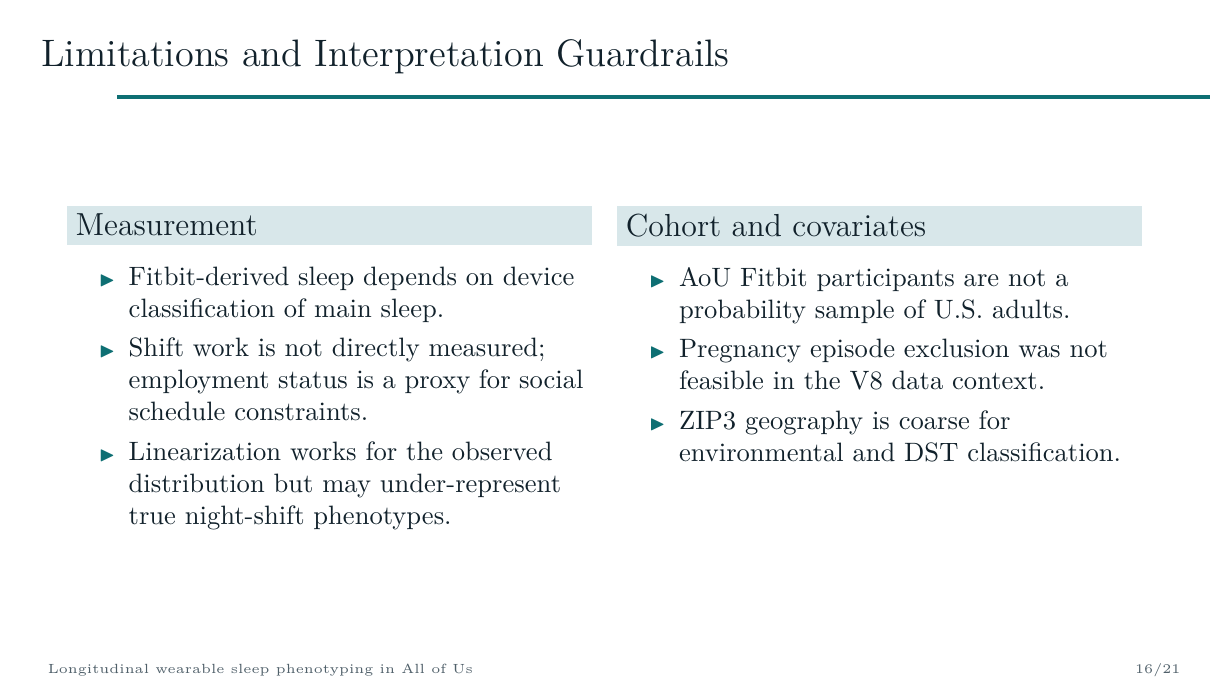 Limitations and Interpretation Guardrails
Measurement
▶ Fitbit-derived sleep depends on device
classification of main sleep.
▶ Shift work is not directly measured;
employment status is a proxy for social
schedule constraints.
▶ Linearization works for the observed
distribution but may under-represent
true night-shift phenotypes.
Cohort and covariates
▶ AoU Fitbit participants are not a
probability sample of U.S. adults.
▶ Pregnancy episode exclusion was not
feasible in the V8 data context.
▶ ZIP3 geography is coarse for
environmental and DST classification.
Longitudinal wearable sleep phenotyping in All of Us
16/21